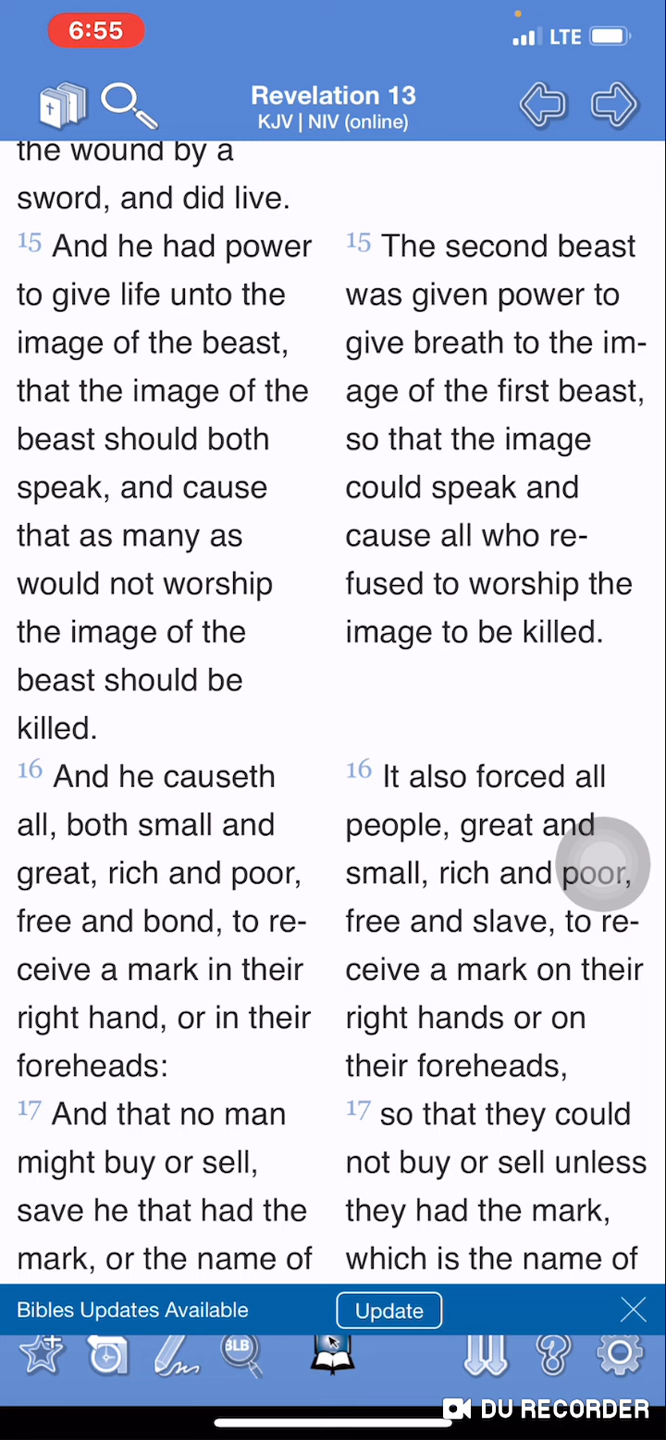 6:55
LTE
Revelation 13
KJV | NIV (online)
the wound by a
sword, and did live.
15 And he had power
to give life unto the
image of the beast,
that the image of the
beast should both
speak, and cause
that as many as
would not worship
the image of the
beast should be
killed.
16 And he causeth
all, both small and
great, rich and poor,
free and bond, to re-
ceive a mark in their
right hand, or in their
foreheads:
17 And that no man
might buy or sell,
save he that had the
mark, or the name of
15 The second beast
was given power to
give breath to the im-
age of the first beast,
so that the image
could speak and
cause all who re-
fused to worship the
image to be killed.
16 It also forced all
people, great and
small, rich and poor,
free and slave, to re-
ceive a mark on their
right hands or on
their foreheads,
17 so that they could
not buy or sell unless
they had the mark,
which is the name of
Bibles Updates Available
Update
BLB
DU RECORDER